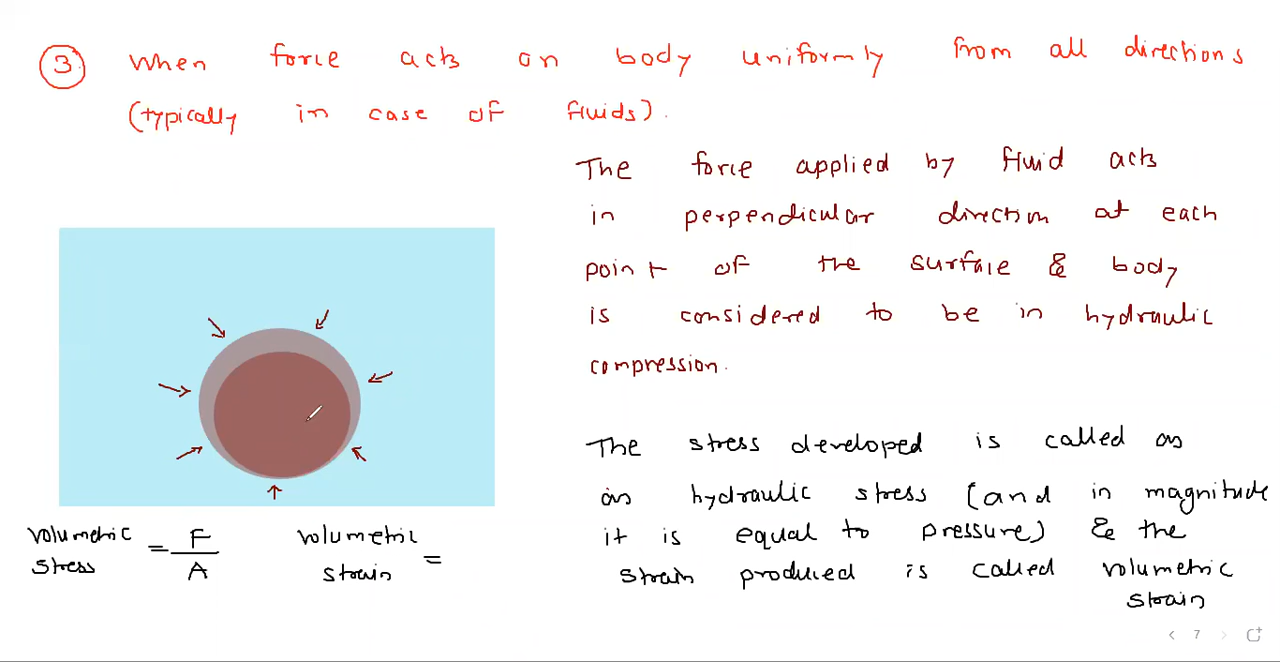 3 when force acts on body uniformly from all directions
(typically in case of fluids).
The force applied by fluid acts
in perpendicular direction at each
point of the surface & body
is considered to be in hydraulic
compression.
The stress developed is called as
as hydraulic stress (and in magnitude
it is equal to pressure) & the
strain produced is called volumetric
strain
volumetric stress = F/A
volumetric strain =
7